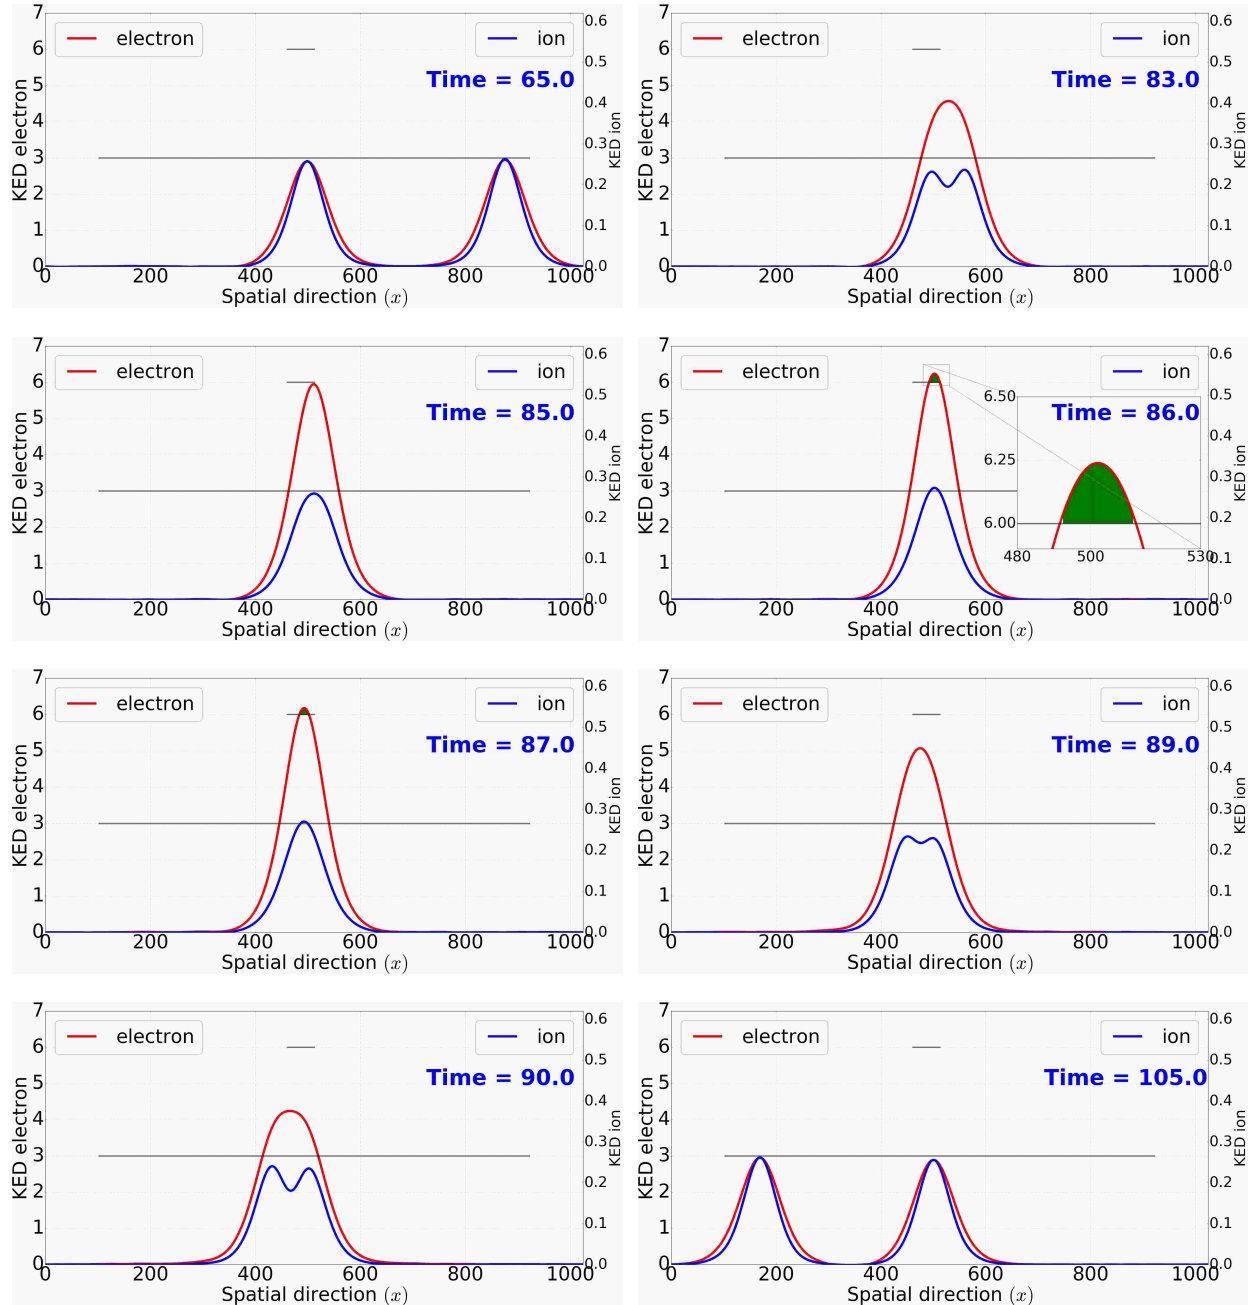 7
6
5
4
3
2
1
0
KED electron
electron
ion
Time = 65.0
0.6
0.5
0.4
0.3
0.2
0.1
0.0
KED ion
0 200 400 600 800 1000
Spatial direction (x)
7
6
5
4
3
2
1
0
KED electron
electron
ion
Time = 83.0
0.6
0.5
0.4
0.3
0.2
0.1
0.0
KED ion
0 200 400 600 800 1000
Spatial direction (x)
7
6
5
4
3
2
1
0
KED electron
electron
ion
Time = 85.0
0.6
0.5
0.4
0.3
0.2
0.1
0.0
KED ion
0 200 400 600 800 1000
Spatial direction (x)
7
6
5
4
3
2
1
0
KED electron
electron
ion
Time = 86.0
6.50
6.25
6.00
480 500 530
0.6
0.5
0.4
0.3
0.2
0.1
0.0
KED ion
0 200 400 600 800 1000
Spatial direction (x)
7
6
5
4
3
2
1
0
KED electron
electron
ion
Time = 87.0
0.6
0.5
0.4
0.3
0.2
0.1
0.0
KED ion
0 200 400 600 800 1000
Spatial direction (x)
7
6
5
4
3
2
1
0
KED electron
electron
ion
Time = 89.0
0.6
0.5
0.4
0.3
0.2
0.1
0.0
KED ion
0 200 400 600 800 1000
Spatial direction (x)
7
6
5
4
3
2
1
0
KED electron
electron
ion
Time = 90.0
0.6
0.5
0.4
0.3
0.2
0.1
0.0
KED ion
0 200 400 600 800 1000
Spatial direction (x)
7
6
5
4
3
2
1
0
KED electron
electron
ion
Time = 105.0
0.6
0.5
0.4
0.3
0.2
0.1
0.0
KED ion
0 200 400 600 800 1000
Spatial direction (x)